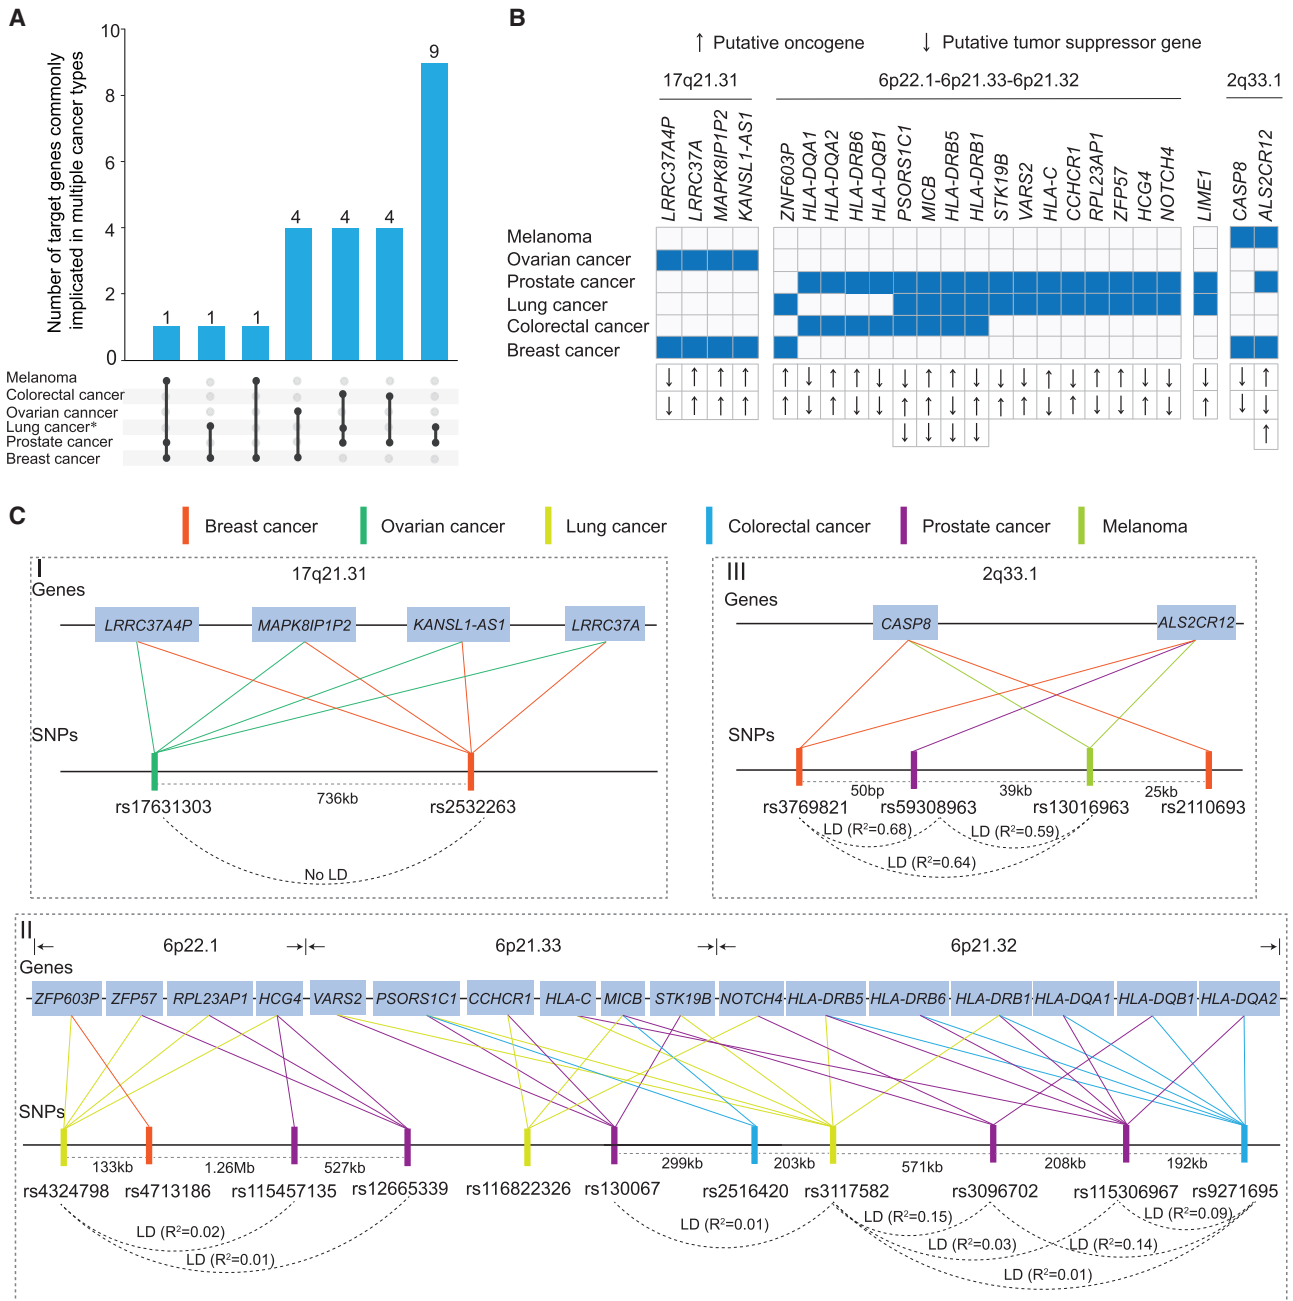 A
Number of target genes commonly
implicated in multiple cancer types
10
8
6
4
2
0
1
1
1
4
4
4
9
Melanoma
Colorectal cancer
Ovarian canncer
Lung cancer*
Prostate cancer
Breast cancer
B
↑ Putative oncogene
↓ Putative tumor suppressor gene
17q21.31
6p22.1-6p21.33-6p21.32
2q33.1
LRRC37A4P
LRRC37A
MAPK8IP1P2
KANSL1-AS1
ZNF603P
HLA-DQA1
HLA-DQA2
HLA-DRB6
HLA-DQB1
PSORS1C1
MICB
HLA-DRB5
HLA-DRB1
STK19B
VARS2
HLA-C
CCHCR1
RPL23AP1
ZFP57
HCG4
NOTCH4
LIME1
CASP8
ALS2CR12
Melanoma
Ovarian cancer
Prostate cancer
Lung cancer
Colorectal cancer
Breast cancer
↓ ↑ ↑ ↑ ↑ ↓ ↑ ↑ ↓ ↓ ↑ ↑ ↓ ↓ ↓ ↑ ↓ ↑ ↑ ↓ ↓ ↓ ↓ ↑
↓ ↑ ↑ ↑ ↑ ↓ ↑ ↓ ↓ ↑ ↑ ↓ ↑ ↑ ↑ ↓ ↑ ↓ ↓ ↑ ↓ ↑ ↓ ↓
↓ ↓ ↓ ↓ ↑
C
Breast cancer
Ovarian cancer
Lung cancer
Colorectal cancer
Prostate cancer
Melanoma
I
17q21.31
Genes
LRRC37A4P
MAPK8IP1P2
KANSL1-AS1
LRRC37A
SNPs
736kb
rs17631303
rs2532263
No LD
III
2q33.1
Genes
CASP8
ALS2CR12
SNPs
50bp
39kb
25kb
rs3769821
rs59308963
rs13016963
rs2110693
LD (R²=0.68)
LD (R²=0.59)
LD (R²=0.64)
II
6p22.1
6p21.33
6p21.32
Genes
ZFP603P
ZFP57
RPL23AP1
HCG4
VARS2
PSORS1C1
CCHCR1
HLA-C
MICB
STK19B
NOTCH4
HLA-DRB5
HLA-DRB6
HLA-DRB1
HLA-DQA1
HLA-DQB1
HLA-DQA2
SNPs
133kb
1.26Mb
527kb
299kb
203kb
571kb
208kb
192kb
rs4324798
rs4713186
rs115457135
rs12665339
rs116822326
rs130067
rs2516420
rs3117582
rs3096702
rs115306967
rs9271695
LD (R²=0.02)
LD (R²=0.01)
LD (R²=0.01)
LD (R²=0.15)
LD (R²=0.09)
LD (R²=0.03)
LD (R²=0.14)
LD (R²=0.01)